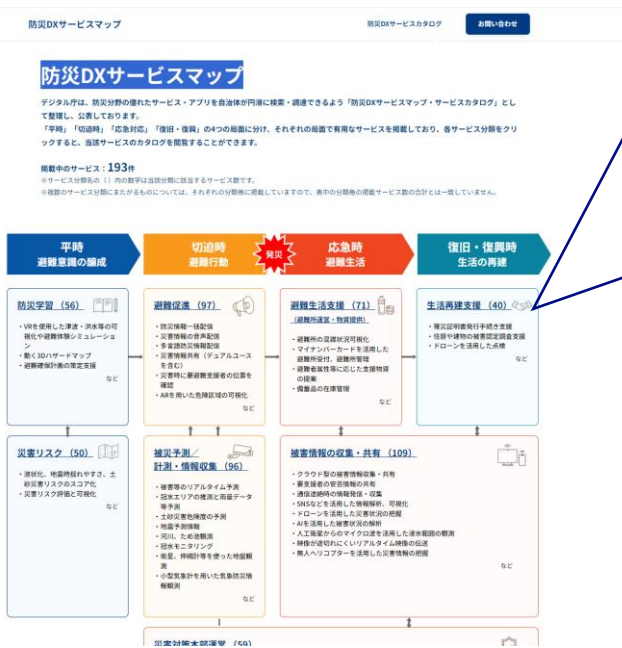 防災DXサービスマップ
防災DXサービスカタログ
お問い合わせ
防災DXサービスマップ
デジタル庁は、防災分野の優れたサービス・アプリを自治体が円滑に検索・調達できるよう「防災DXサービスマップ・サービスカタログ」とし
て整理し、公表しております。
「平時」「切迫時」「応急対応」「復旧・復興」の4つの局面に分け、それぞれの局面で有用なサービスを掲載しており、各サービス分類をクリ
ックすると、当該サービスのカタログを閲覧することができます。
掲載中のサービス：193件
※サービス分類名の（）内の数字は当該分類に該当するサービス数です。
※複数のサービス分類にまたがるものについては、それぞれの分類毎に掲載していますので、表中の分類毎の掲載サービス数の合計とは一致していません。
平時
避難意識の醸成
切迫時
避難行動
発災
応急時
避難生活
復旧・復興時
生活の再建
防災学習（56）
・VRを使用した津波・洪水等の可
視化や避難体験シミュレーショ
ン
・動く3Dハザードマップ
・避難確保計画の策定支援
など
避難促進（97）
・防災情報一括配信
・災害情報の音声配信
・多言語防災情報配信
・災害情報共有（デュアルユース
を含む）
・災害時に要避難支援者の位置を
確認
・ARを用いた危険区域の可視化
など
避難生活支援（71）
（避難所運営・物資提供）
・避難所の混雑状況可視化
・マイナンバーカードを活用した
避難所受付、避難所管理
・避難者属性等に応じた支援物資
の提案
・備蓄品の在庫管理
など
生活再建支援（40）
・罹災証明書発行手続き支援
・住居や建物の被害認定調査支援
・ドローンを活用した点検
など
災害リスク（50）
・液状化、地震時揺れやすさ、土
砂災害リスクのスコア化
・災害リスク評価と可視化
など
被災予測／
計測・情報収集（96）
・被害等のリアルタイム予測
・冠水エリアの推測と雨量データ
等予測
・土砂災害危険度の予測
・地震予測情報
・河川、ため池観測
・冠水モニタリング
・衛星、伸縮計等を使った地盤観
測
・小型気象計を用いた気象防災情
報観測
など
被害情報の収集・共有（109）
・クラウド型の被害情報収集・共有
・要支援者の安否情報の共有
・通信途絶時の情報発信・収集
・SNSなどを活用した情報解析、可視化
・ドローンを活用した災害状況の把握
・AIを活用した被害状況の解析
・人工衛星からのマイクロ波を活用した浸水範囲の観測
・映像が途切れにくいリアルタイム映像の伝送
・無人ヘリコプターを活用した災害情報の把握
など
災害対策本部運営（59）